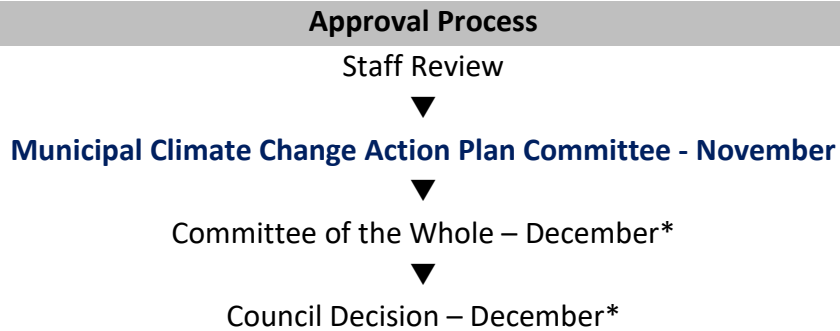 Approval Process
Staff Review
▼
Municipal Climate Change Action Plan Committee - November
▼
Committee of the Whole – December*
▼
Council Decision – December*